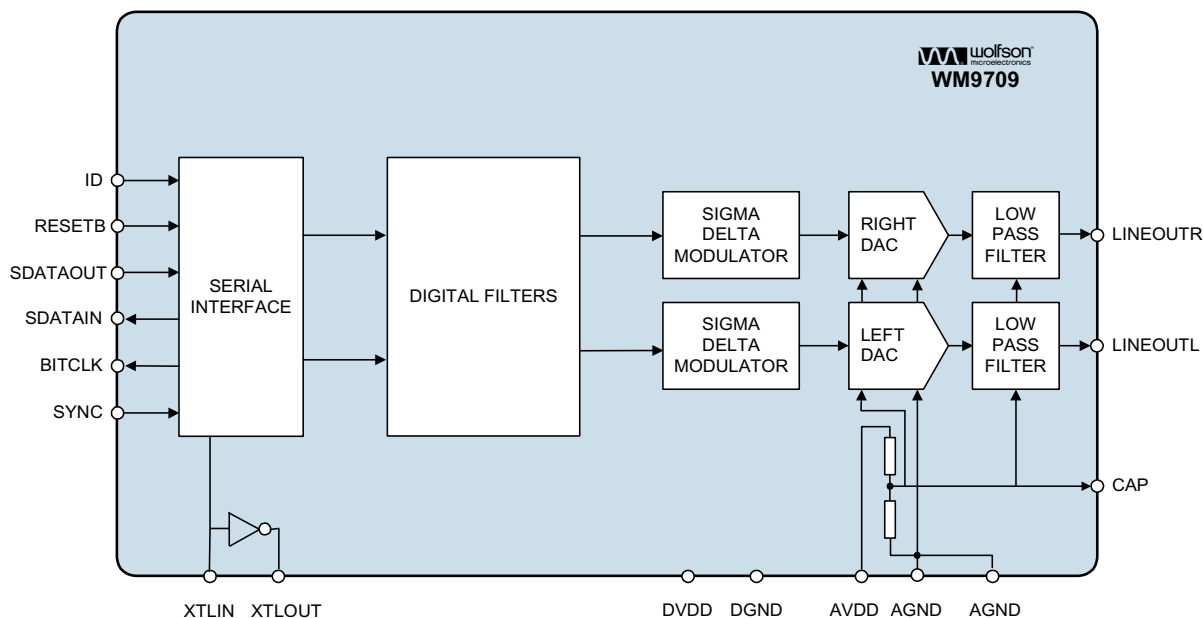 wolfson
microelectronics
WM9709
ID
RESETB
SDATAOUT
SDATAIN
BITCLK
SYNC
SERIAL
INTERFACE
DIGITAL FILTERS
SIGMA
DELTA
MODULATOR
RIGHT
DAC
LOW
PASS
FILTER
LINEOUTR
SIGMA
DELTA
MODULATOR
LEFT
DAC
LOW
PASS
FILTER
LINEOUTL
CAP
XTLIN
XTLOUT
DVDD
DGND
AVDD
AGND
AGND